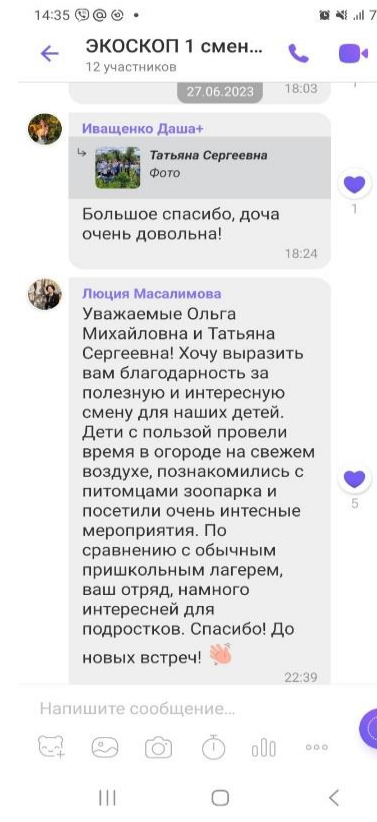 14:35
7
ЭКОСКОП 1 смен...
12 участников
27.06.2023
18:03
Иващенко Даша+
Татьяна Сергеевна
Фото
1
Большое спасибо, доча
очень довольна!
18:24
Люция Масалимова
Уважаемые Ольга
Михайловна и Татьяна
Сергеевна! Хочу выразить
вам благодарность за
полезную и интересную
смену для наших детей.
Дети с пользой провели
время в огороде на свежем
воздухе, познакомились с
питомцами зоопарка и
посетили очень интесные
мероприятия. По
сравнению с обычным
пришкольным лагерем,
ваш отряд, намного
интересней для
подростков. Спасибо! До
новых встреч! 👋
5
22:39
Напишите сообщение...